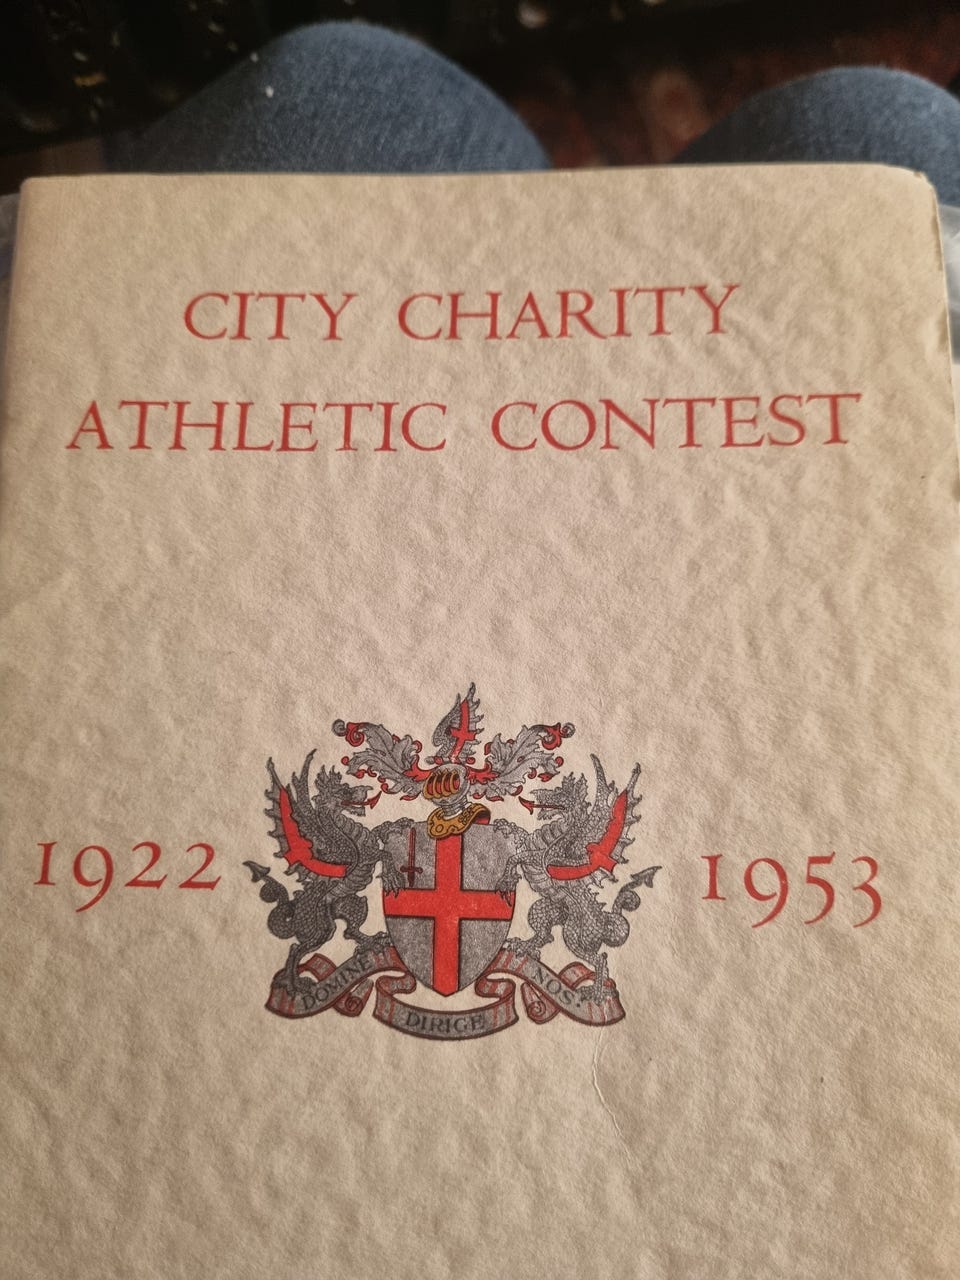 CITY CHARITY
ATHLETIC CONTEST
1922
1953
DOMINE
DIRIGE
NOS.